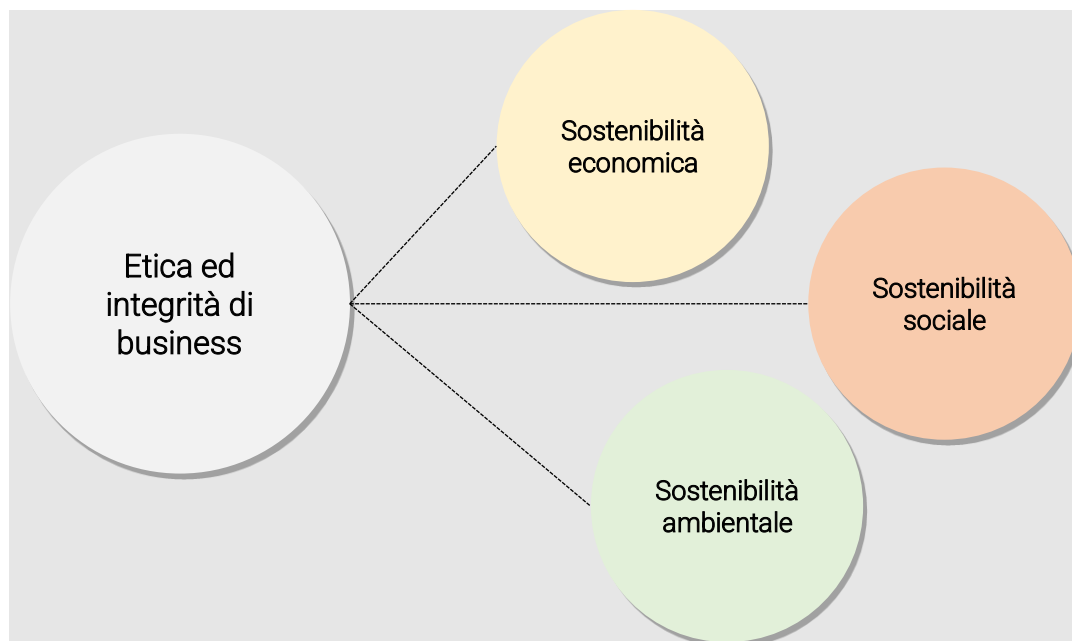 Etica ed
integrità di
business
Sostenibilità
economica
Sostenibilità
sociale
Sostenibilità
ambientale